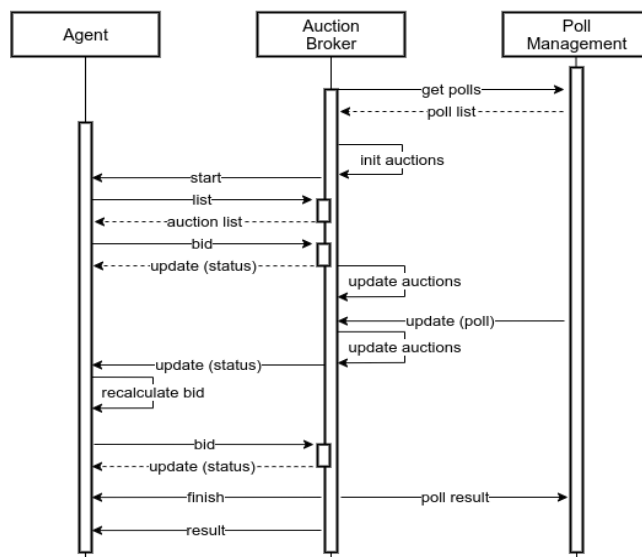 Agent
Auction
Broker
Poll
Management
get polls
poll list
init auctions
start
list
auction list
bid
update (status)
update auctions
update (poll)
update auctions
update (status)
recalculate bid
bid
update (status)
finish
poll result
result